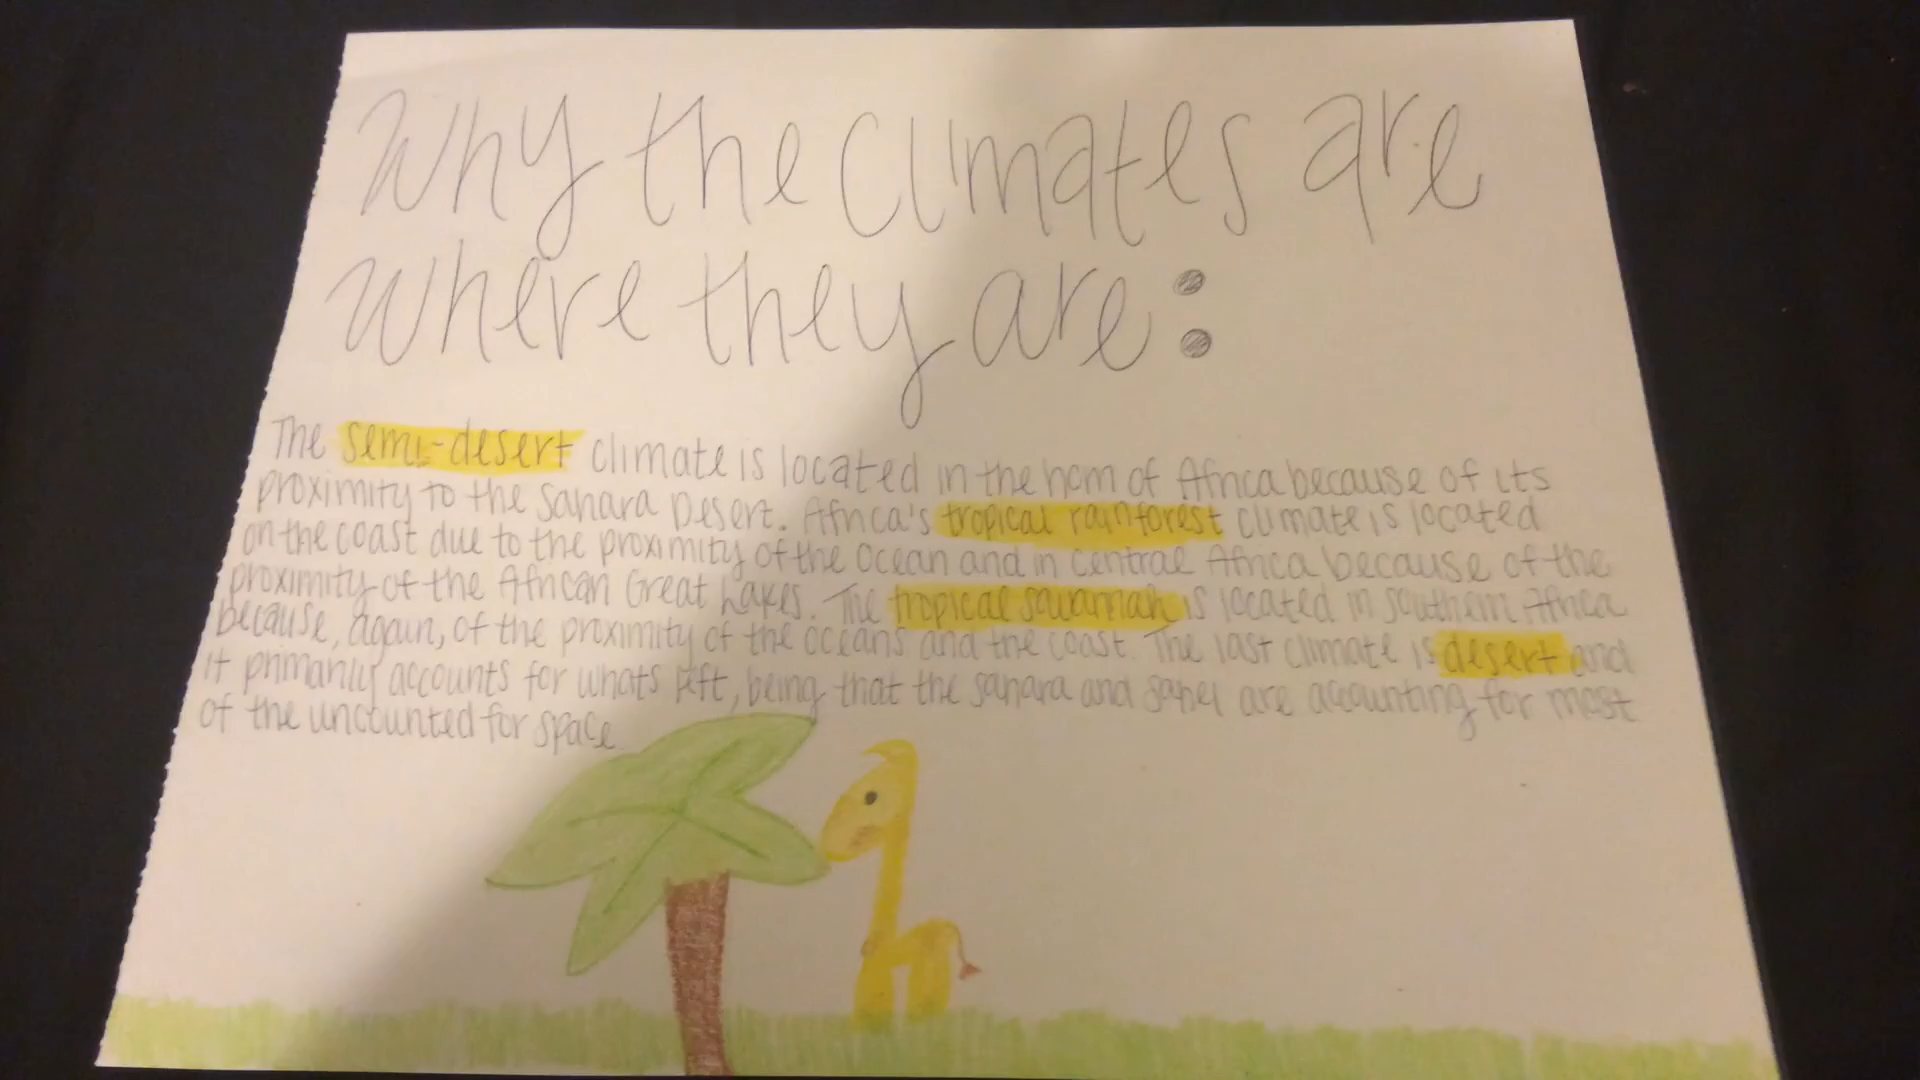 Why the Climates are
where they are:
The semi-desert climate is located in the horn of Africa because of its
proximity to the Sahara Desert. Africa's tropical rainforest climate is located
on the coast due to the proximity of the ocean and in central Africa because of the
proximity of the African Great Lakes. The tropical savannah is located in southern Africa
because, again, of the proximity of the oceans and the coast. The last climate is desert and
it primarily accounts for whats left, being that the sahara and sahel are accounting for most
of the uncounted for space